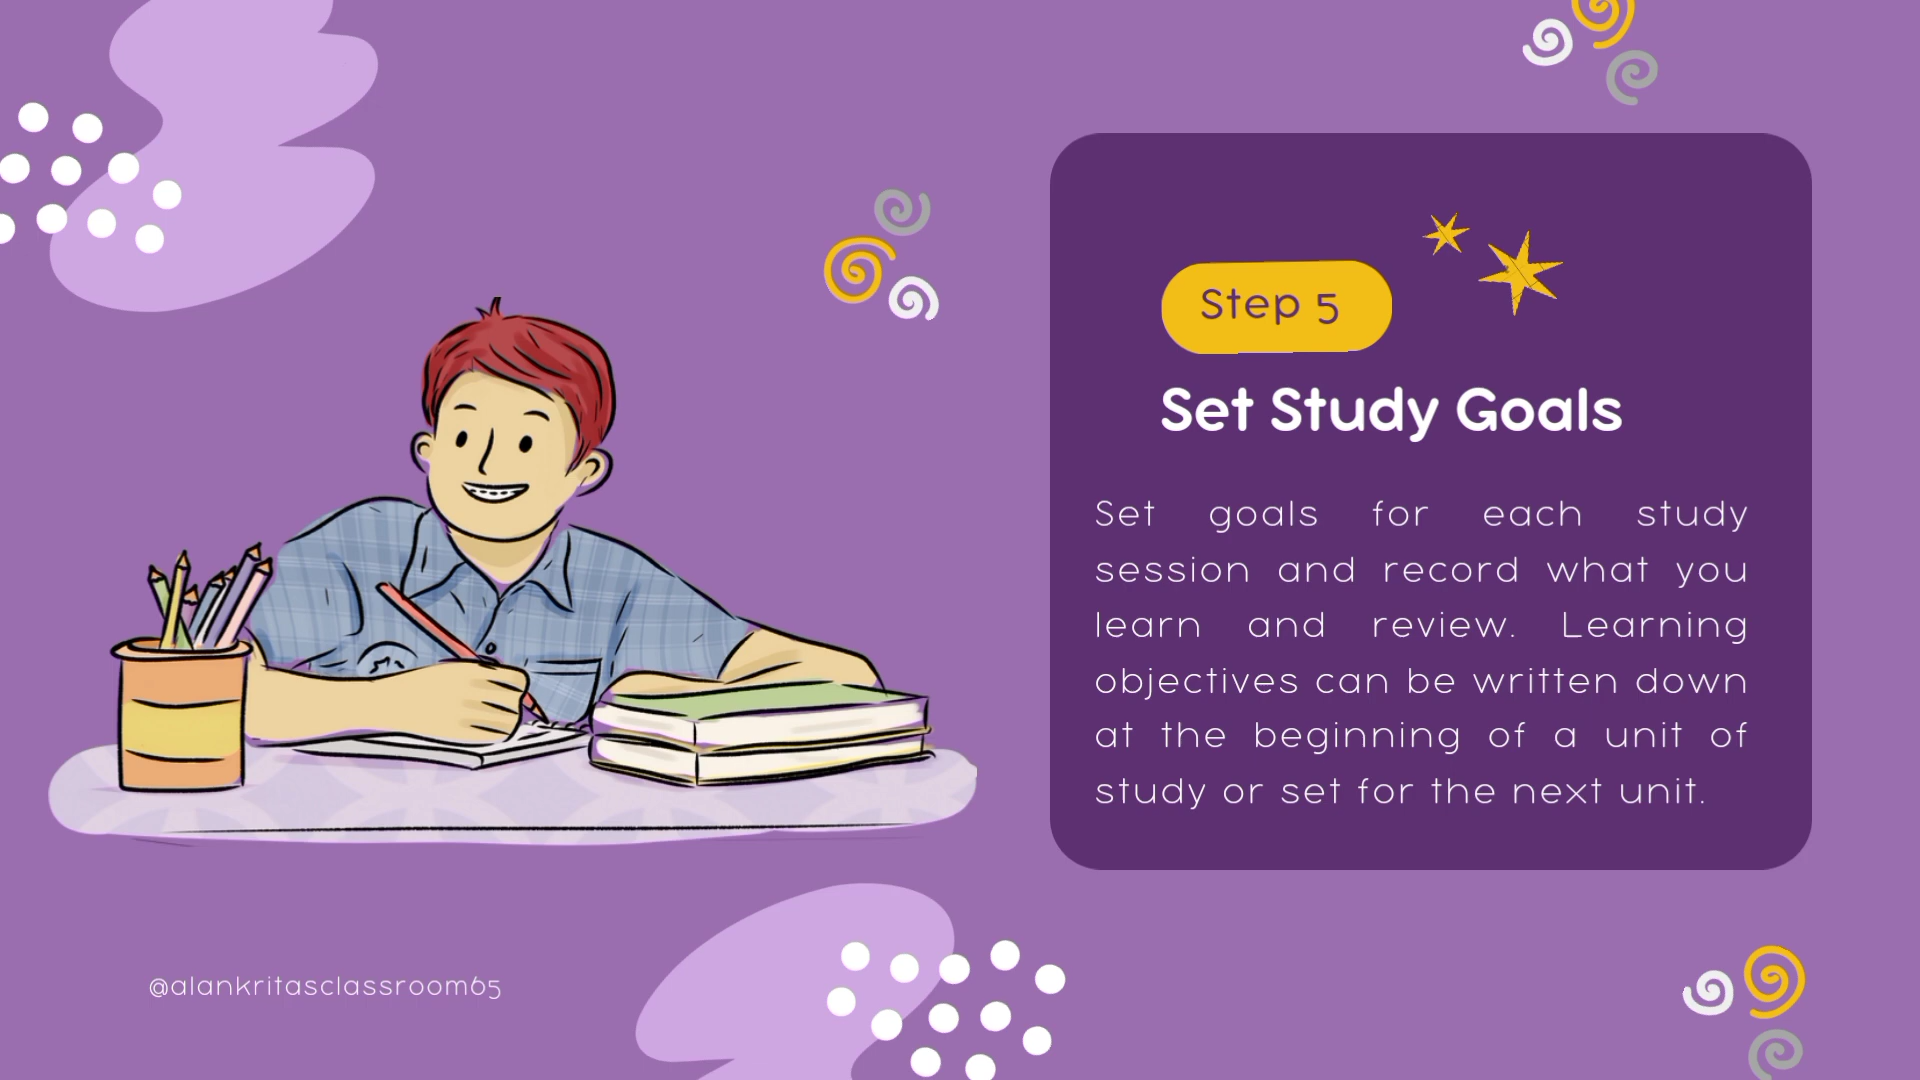 Step 5
Set Study Goals
Set goals for each study
session and record what you
learn and review. Learning
objectives can be written down
at the beginning of a unit of
study or set for the next unit.
@alankritasclassroom65